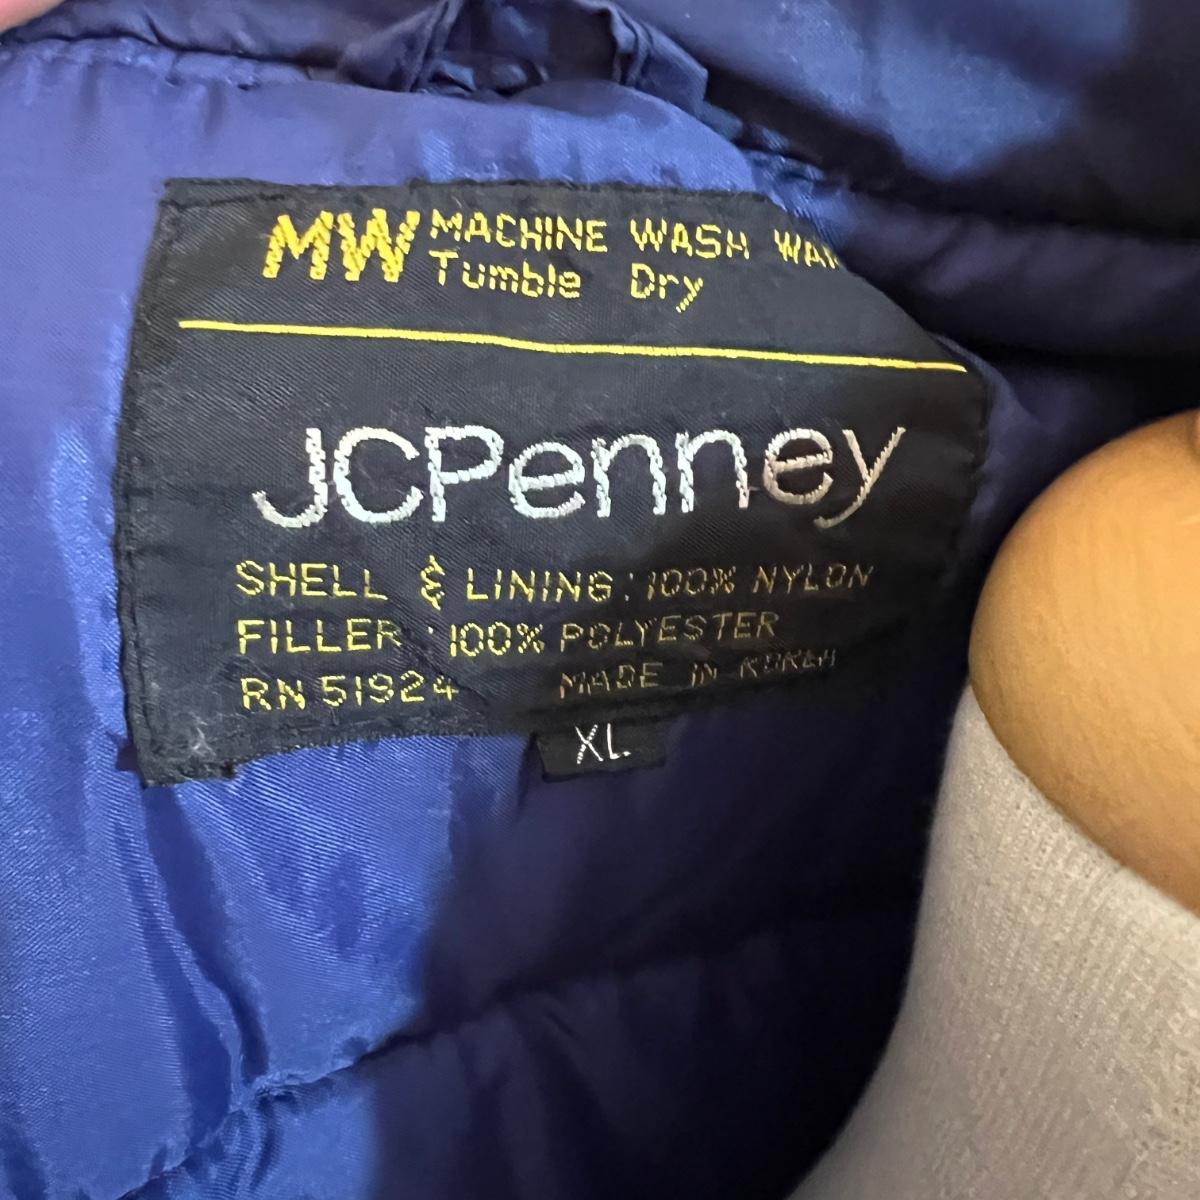 MW MACHINE WASH WAR
Tumble Dry
JCPenney
SHELL & LINING: 100% NYLON
FILLER: 100% POLYESTER
RN 51924 MADE IN KOREA
XL